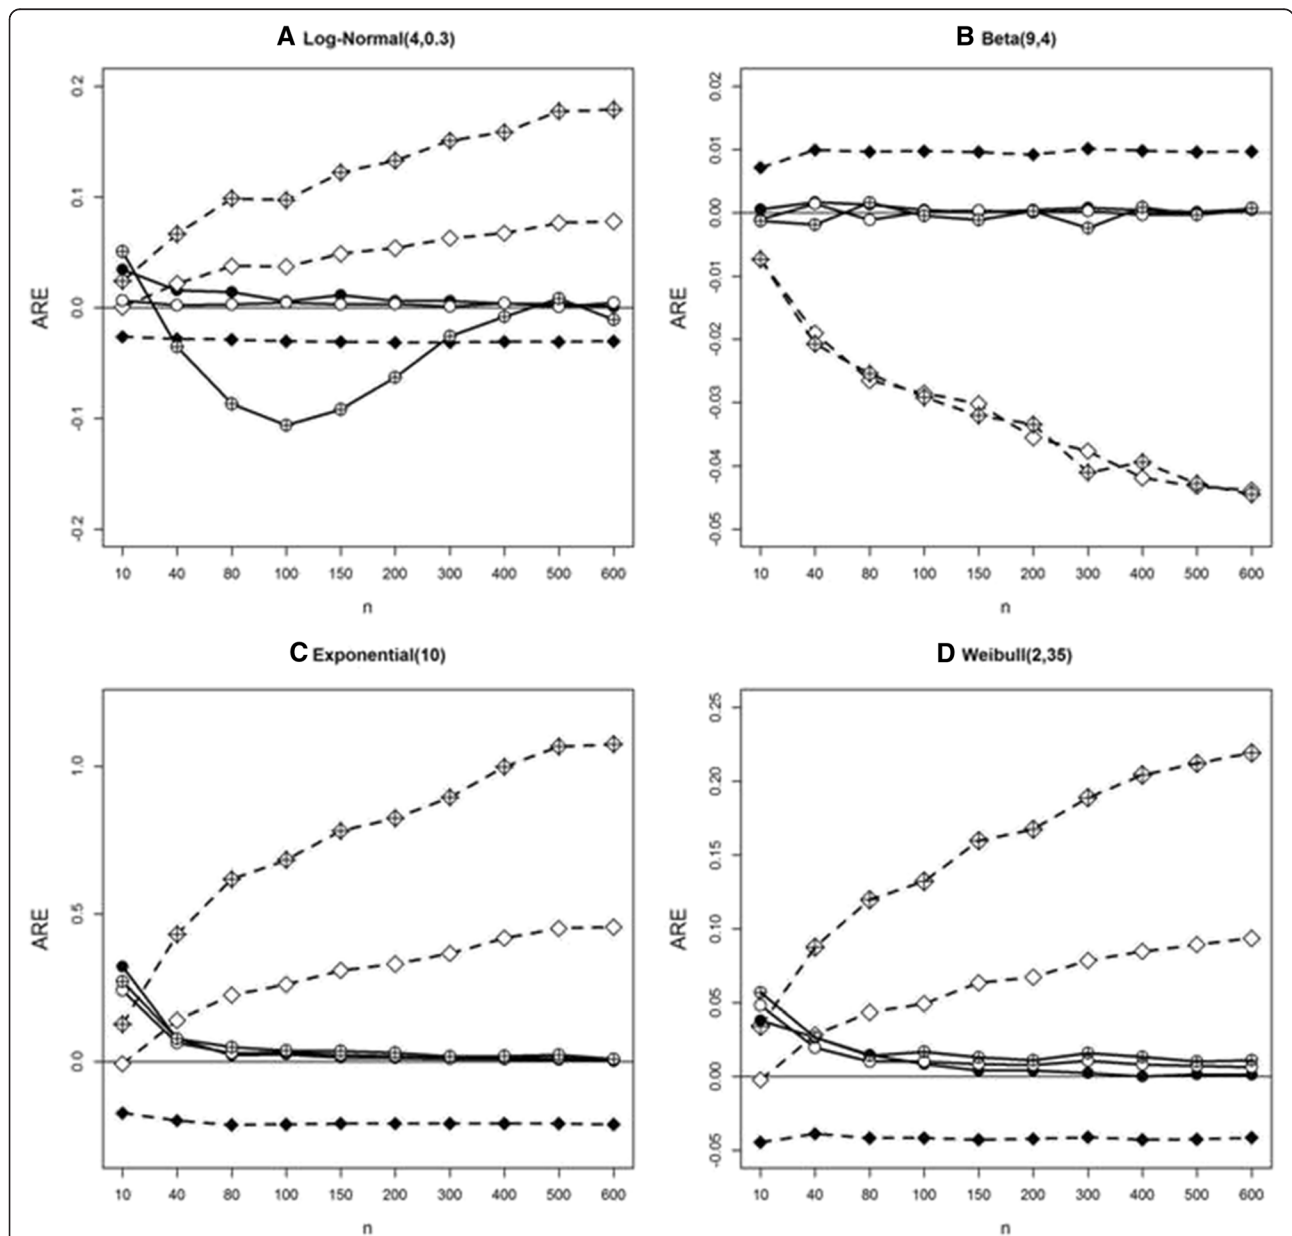 A Log-Normal(4,0.3)
ARE
0.2
0.1
0.0
-0.1
-0.2
10 40 80 100 150 200 300 400 500 600
n
B Beta(9,4)
ARE
0.02
0.01
0.00
-0.01
-0.02
-0.03
-0.04
-0.05
10 40 80 100 150 200 300 400 500 600
n
C Exponential(10)
ARE
1.0
0.5
0.0
10 40 80 100 150 200 300 400 500 600
n
D Weibull(2,35)
ARE
0.25
0.20
0.15
0.10
0.05
0.00
-0.05
10 40 80 100 150 200 300 400 500 600
n